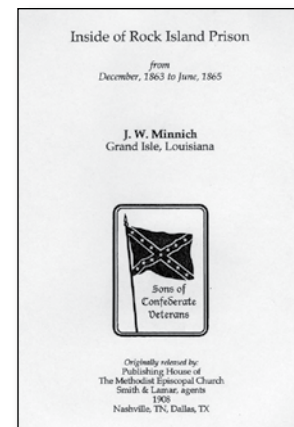 Inside of Rock Island Prison
from
December, 1863 to June, 1865
J. W. Minnich
Grand Isle, Louisiana
Sons of
Confederate
Veterans
Originally released by:
Publishing House of
The Methodist Episcopal Church
Smith & Lamar, agents
1908
Nashville, TN, Dallas, TX